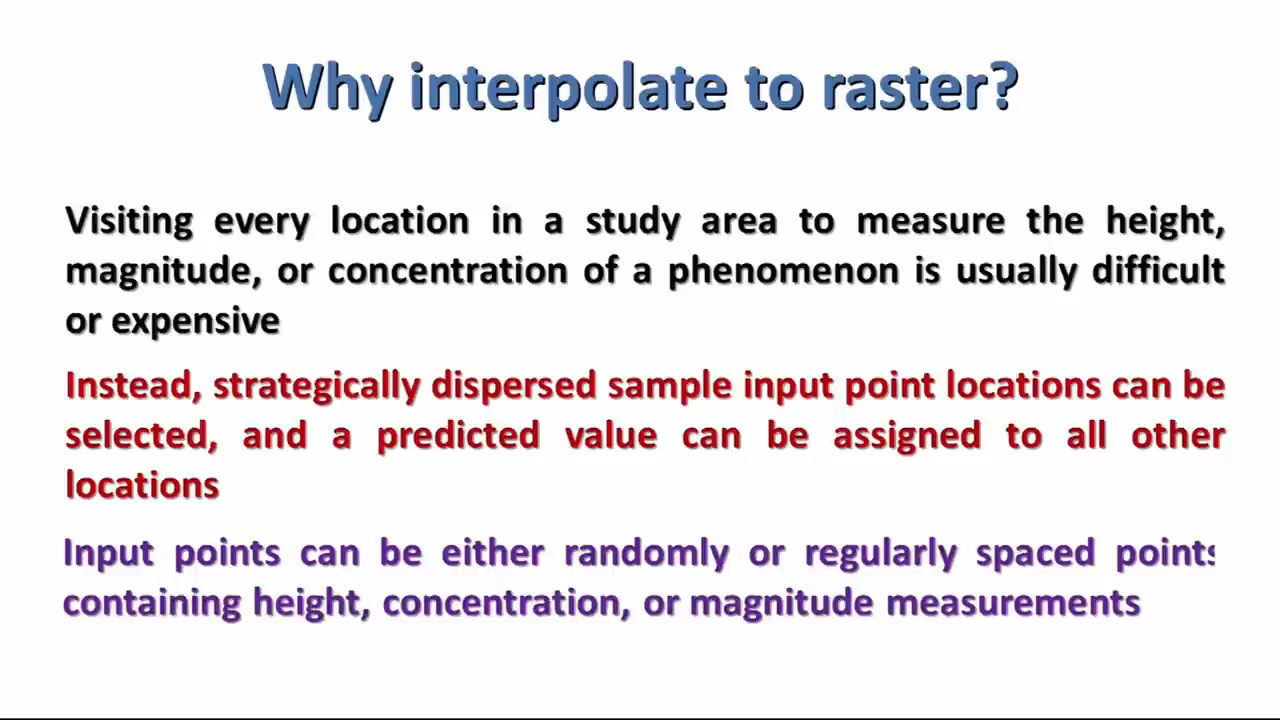 Why interpolate to raster?
Visiting every location in a study area to measure the height,
magnitude, or concentration of a phenomenon is usually difficult
or expensive
Instead, strategically dispersed sample input point locations can be
selected, and a predicted value can be assigned to all other
locations
Input points can be either randomly or regularly spaced points
containing height, concentration, or magnitude measurements